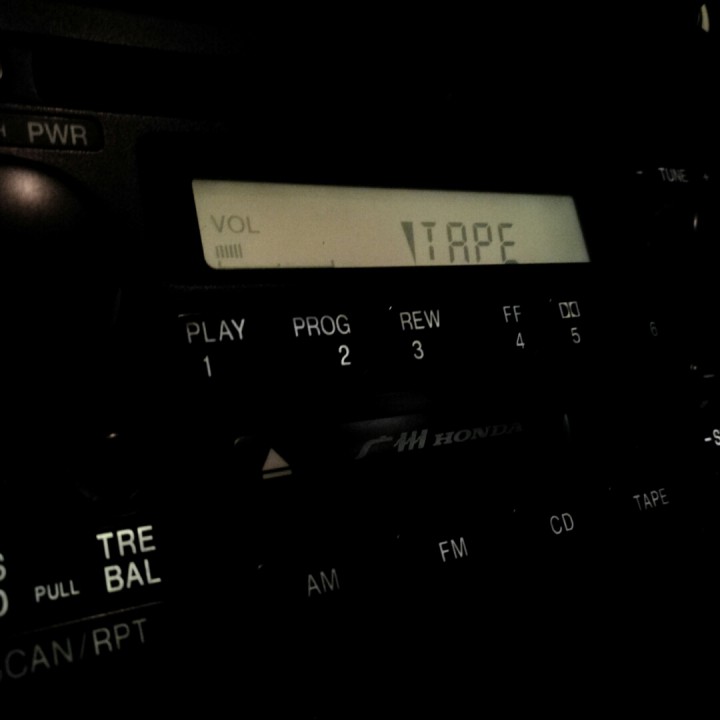 PWR
TUNE
VOL
TAPE
PLAY PROG REW FF
1 2 3 4 5 6
HONDA
AM FM CD TAPE
TRE
BAL
PULL
SCAN/RPT